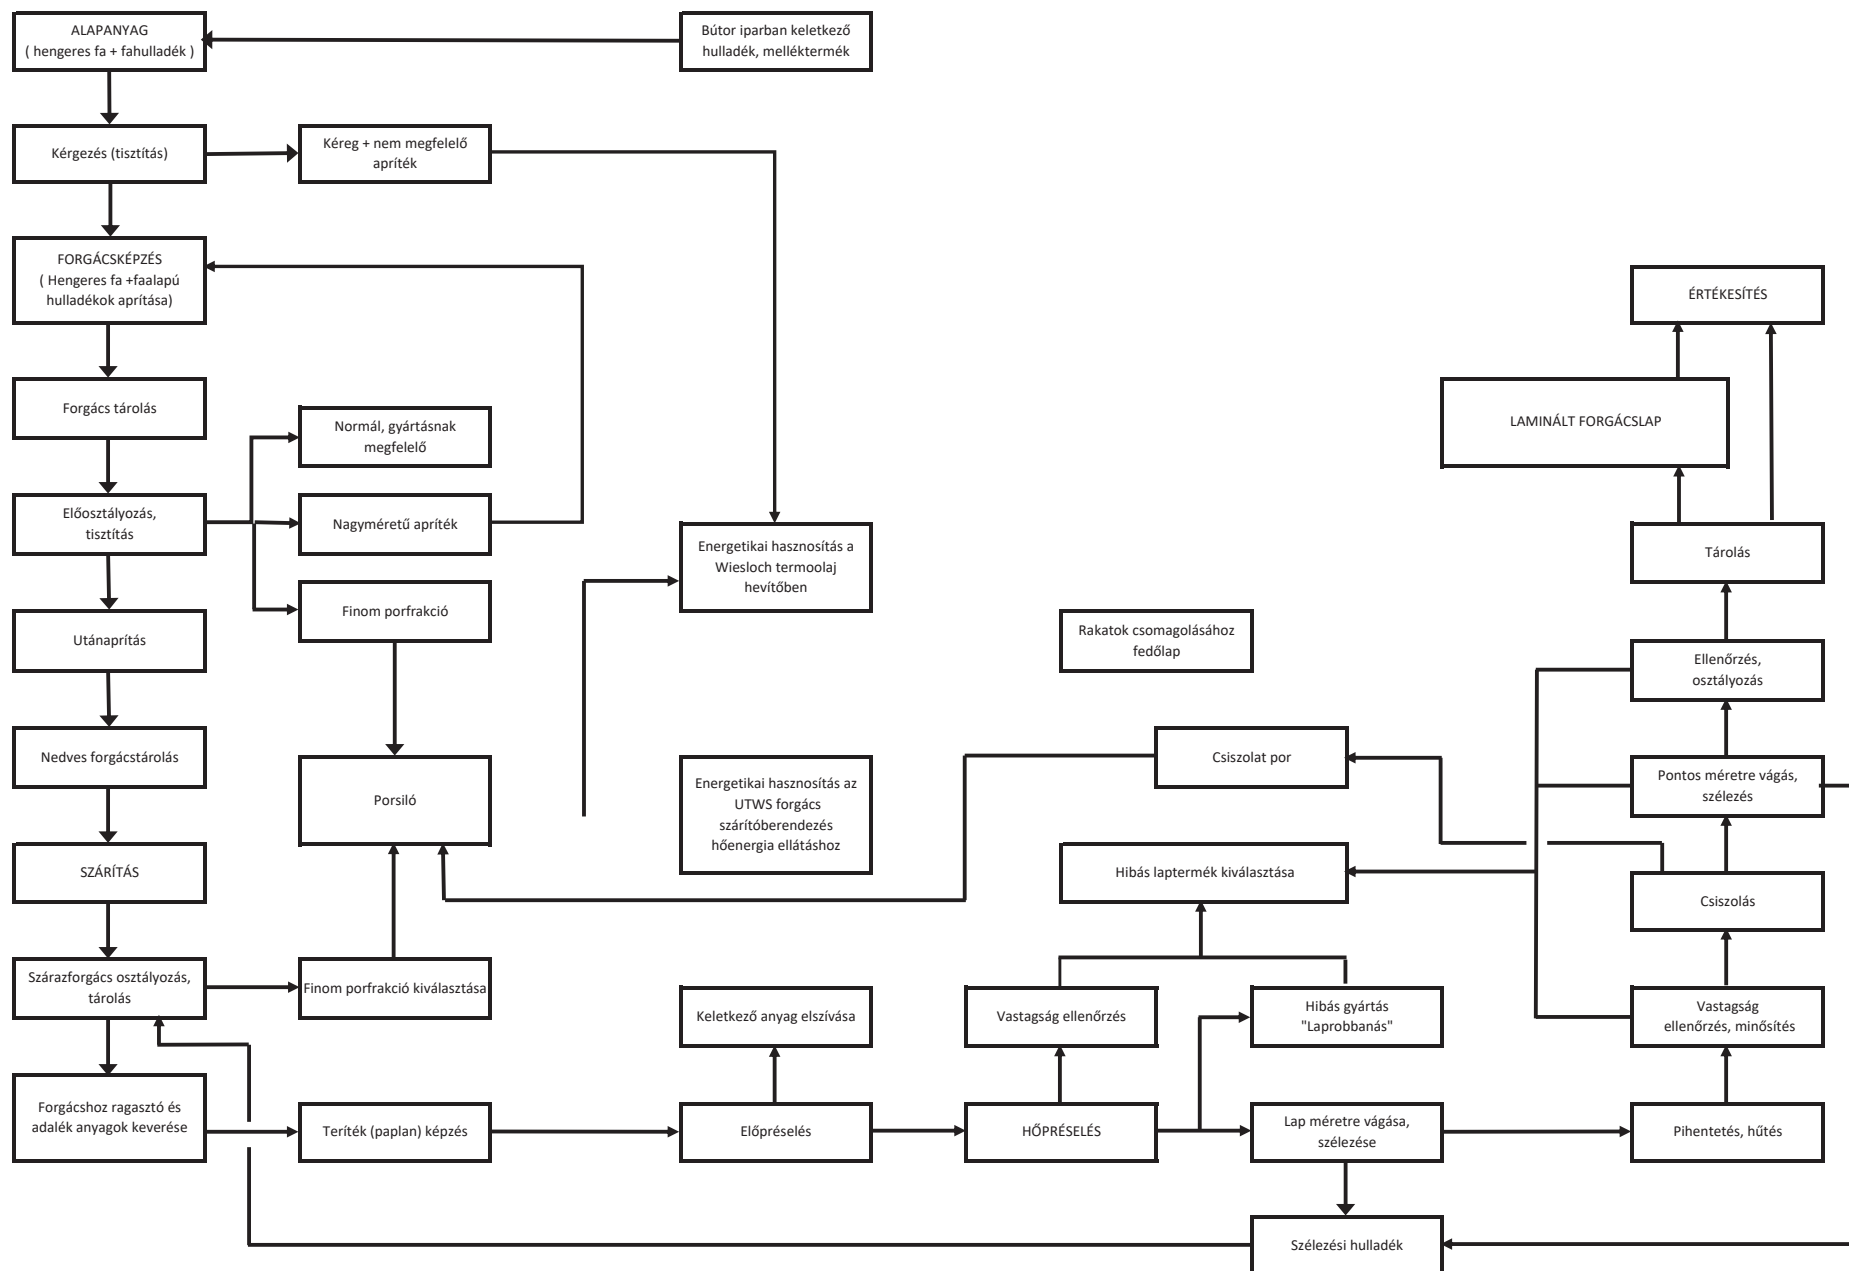 ALAPANYAG
( hengeres fa + fahulladék )
Bútor iparban keletkező
hulladék, melléktermék
Kérgezés (tisztítás)
Kéreg + nem megfelelő
apríték
FORGÁCSKÉPZÉS
( Hengeres fa +faalapú
hulladékok aprítása)
ÉRTÉKESÍTÉS
Forgács tárolás
Normál, gyártásnak
megfelelő
LAMINÁLT FORGÁCSLAP
Előosztályozás,
tisztítás
Nagyméretű apríték
Energetikai hasznosítás a
Wiesloch termoolaj
hevítőben
Tárolás
Finom porfrakció
Utánaprítás
Rakatok csomagolásához
fedőlap
Ellenőrzés,
osztályozás
Nedves forgácstárolás
Porsiló
Energetikai hasznosítás az
UTWS forgács
szárítóberendezés
hőenergia ellátáshoz
Csiszolat por
Pontos méretre vágás,
szélezés
SZÁRÍTÁS
Hibás laptermék kiválasztása
Csiszolás
Szárazforgács osztályozás,
tárolás
Finom porfrakció kiválasztása
Keletkező anyag elszívása
Vastagság ellenőrzés
Hibás gyártás
"Laprobbanás"
Vastagság
ellenőrzés, minősítés
Forgácshoz ragasztó és
adalék anyagok keverése
Teríték (paplan) képzés
Előpréselés
HŐPRÉSELÉS
Lap méretre vágása,
szélezése
Pihentetés, hűtés
Szélezési hulladék